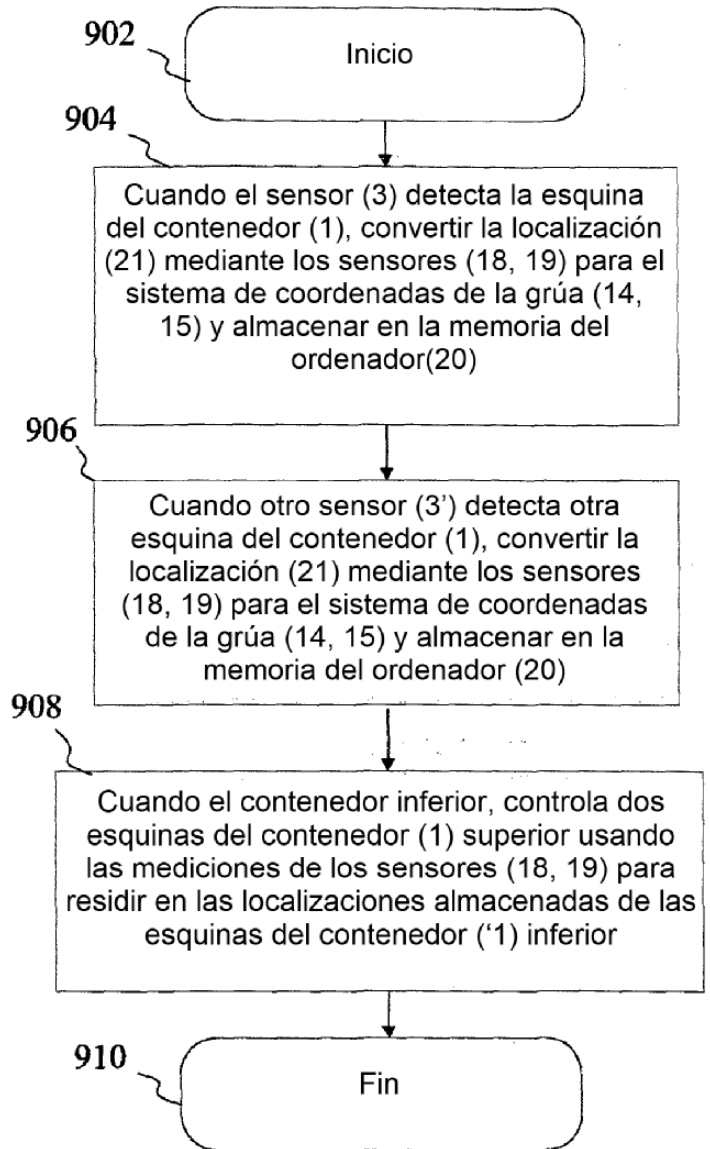 902
Inicio
904
Cuando el sensor (3) detecta la esquina
del contenedor (1), convertir la localización
(21) mediante los sensores (18, 19) para el
sistema de coordenadas de la grúa (14,
15) y almacenar en la memoria del
ordenador(20)
906
Cuando otro sensor (3’) detecta otra
esquina del contenedor (1), convertir la
localización (21) mediante los sensores
(18, 19) para el sistema de coordenadas
de la grúa (14, 15) y almacenar en la
memoria del ordenador (20)
908
Cuando el contenedor inferior, controla dos
esquinas del contenedor (1) superior usando
las mediciones de los sensores (18, 19) para
residir en las localizaciones almacenadas de las
esquinas del contenedor (‘1) inferior
910
Fin